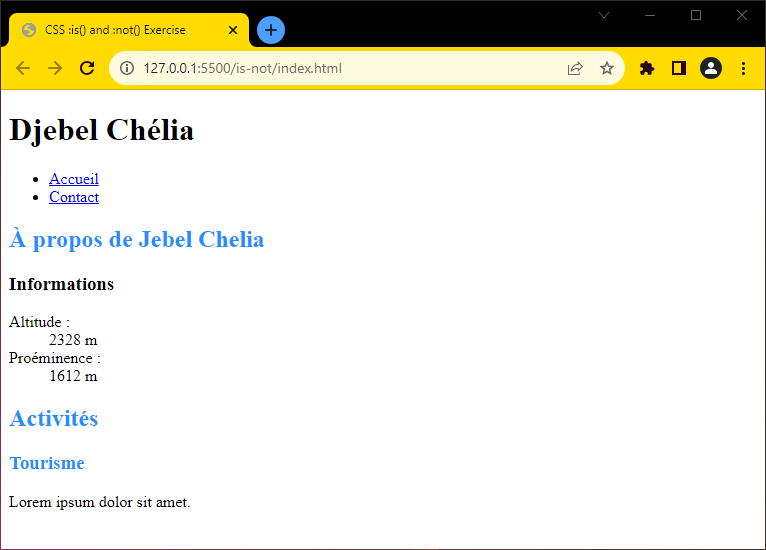 CSS :is() and :not() Exercise
127.0.0.1:5500/is-not/index.html
Djebel Chélia
Accueil
Contact
À propos de Jebel Chelia
Informations
Altitude :
2328 m
Proéminence :
1612 m
Activités
Tourisme
Lorem ipsum dolor sit amet.